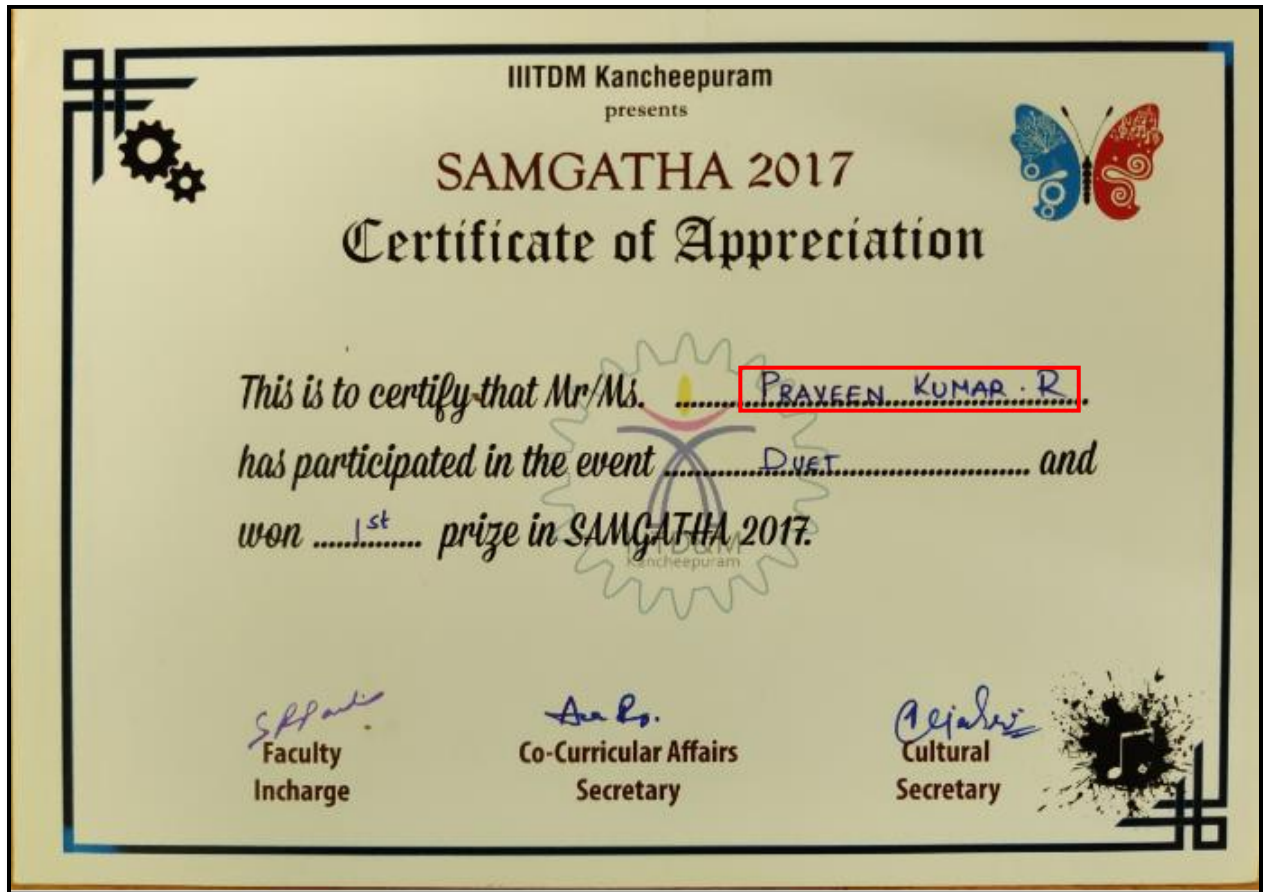 IIITDM Kancheepuram
presents
SAMGATHA 2017
Certificate of Appreciation
This is to certify that Mr/Ms. PRAVEEN KUMAR . R
has participated in the event DUET and
won 1st prize in SAMGATHA 2017.
IITD&M
Kancheepuram
Faculty
Incharge
Co-Curricular Affairs
Secretary
Cultural
Secretary